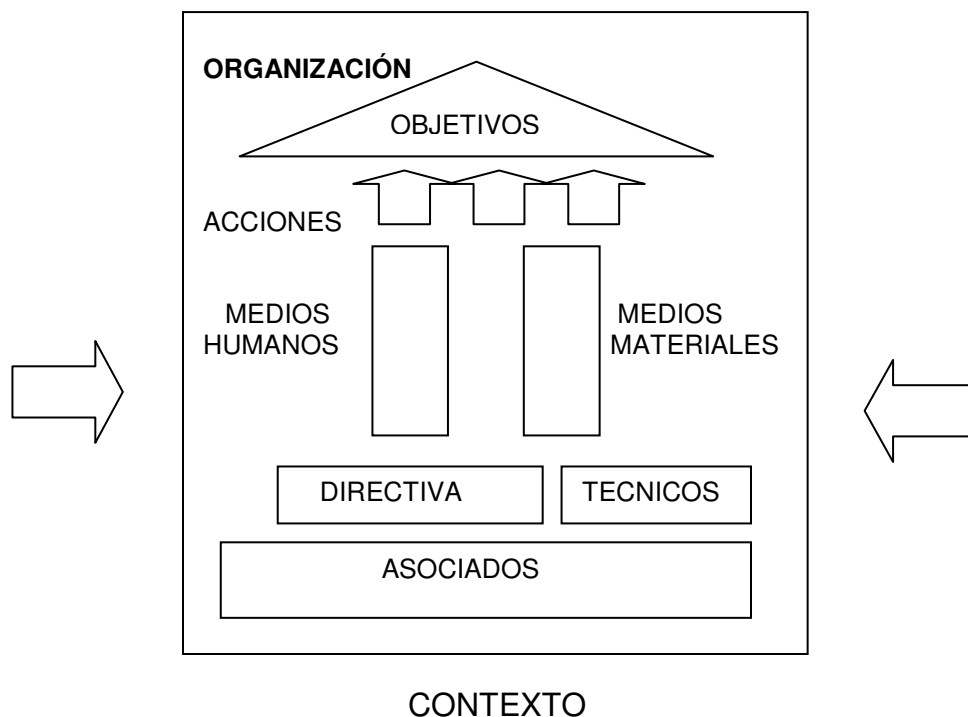 ORGANIZACIÓN
OBJETIVOS
ACCIONES
MEDIOS
HUMANOS
MEDIOS
MATERIALES
DIRECTIVA
TECNICOS
ASOCIADOS
CONTEXTO